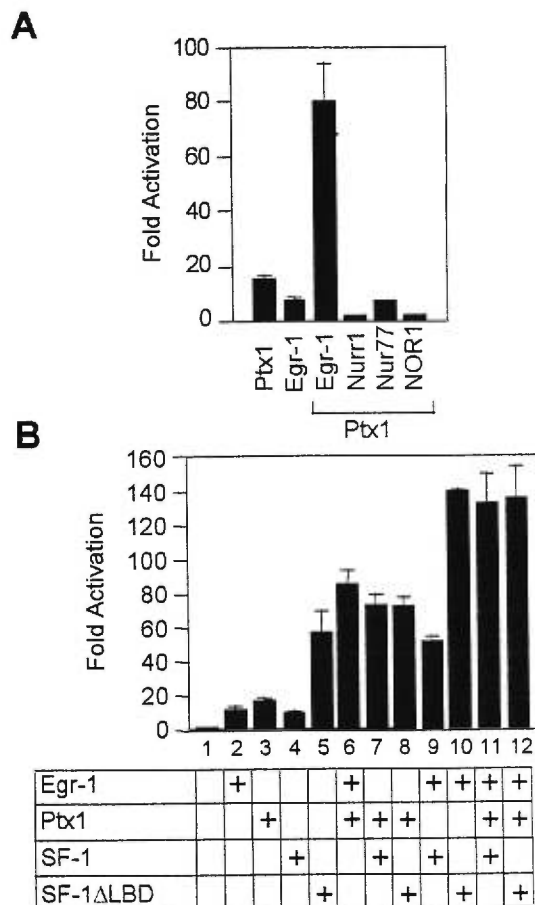 A
100
80
60
40
20
0
Fold Activation
Ptx1
Egr-1
Egr-1
Nurr1
Nur77
NOR1
Ptx1
B
160
140
120
100
80
60
40
20
0
Fold Activation
1 2 3 4 5 6 7 8 9 10 11 12
Egr-1 + + + + + +
Ptx1 + + + + + +
SF-1 + + + +
SF-1ΔLBD + + + +